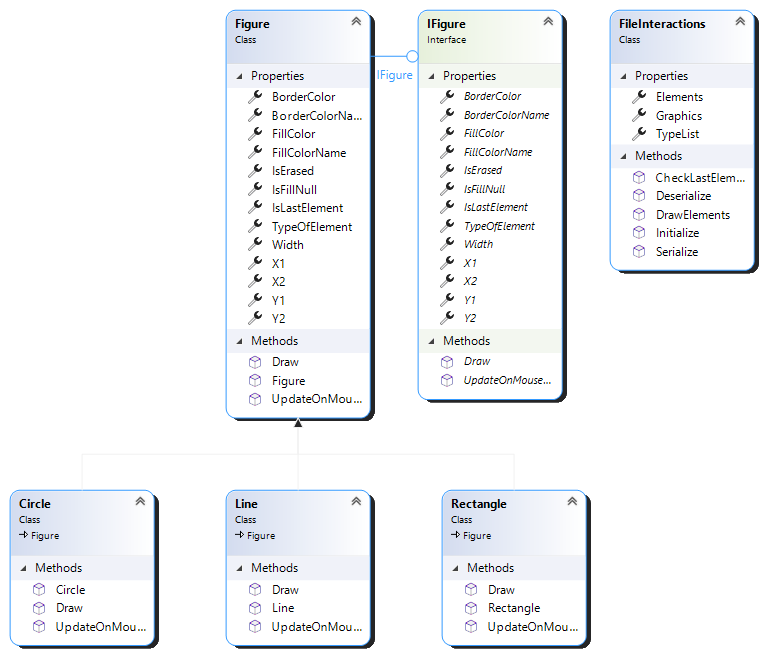 Figure
Class
Properties
BorderColor
BorderColorNa...
FillColor
FillColorName
IsErased
IsFillNull
IsLastElement
TypeOfElement
Width
X1
X2
Y1
Y2
Methods
Draw
Figure
UpdateOnMou...
IFigure
IFigure
Interface
Properties
BorderColor
BorderColorName
FillColor
FillColorName
IsErased
IsFillNull
IsLastElement
TypeOfElement
Width
X1
X2
Y1
Y2
Methods
Draw
UpdateOnMouse...
FileInteractions
Class
Properties
Elements
Graphics
TypeList
Methods
CheckLastElem...
Deserialize
DrawElements
Initialize
Serialize
Circle
Class
Figure
Methods
Circle
Draw
UpdateOnMou...
Line
Class
Figure
Methods
Draw
Line
UpdateOnMou...
Rectangle
Class
Figure
Methods
Draw
Rectangle
UpdateOnMou...